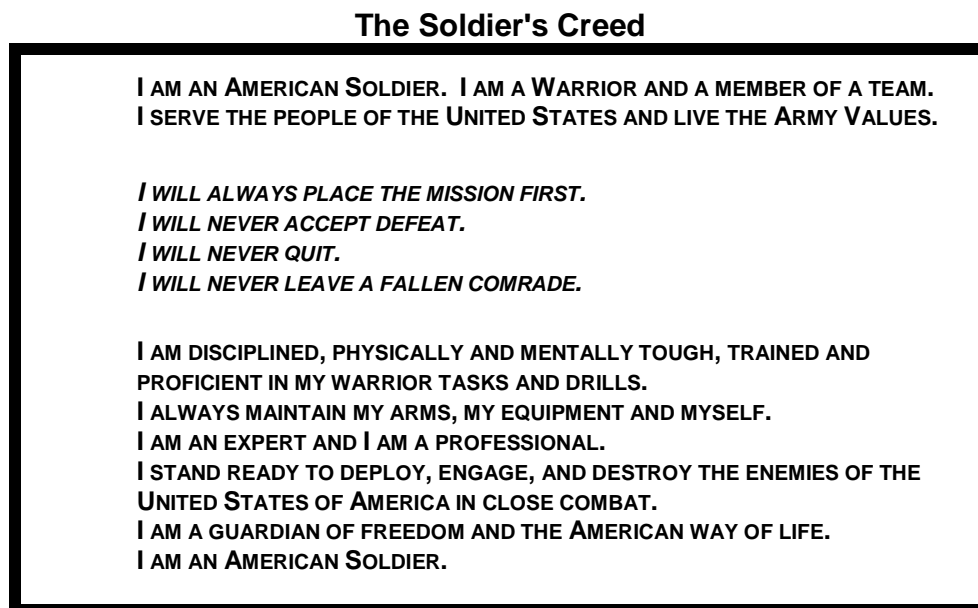 The Soldier's Creed
I AM AN AMERICAN SOLDIER. I AM A WARRIOR AND A MEMBER OF A TEAM.
I SERVE THE PEOPLE OF THE UNITED STATES AND LIVE THE ARMY VALUES.
I WILL ALWAYS PLACE THE MISSION FIRST.
I WILL NEVER ACCEPT DEFEAT.
I WILL NEVER QUIT.
I WILL NEVER LEAVE A FALLEN COMRADE.
I AM DISCIPLINED, PHYSICALLY AND MENTALLY TOUGH, TRAINED AND
PROFICIENT IN MY WARRIOR TASKS AND DRILLS.
I ALWAYS MAINTAIN MY ARMS, MY EQUIPMENT AND MYSELF.
I AM AN EXPERT AND I AM A PROFESSIONAL.
I STAND READY TO DEPLOY, ENGAGE, AND DESTROY THE ENEMIES OF THE
UNITED STATES OF AMERICA IN CLOSE COMBAT.
I AM A GUARDIAN OF FREEDOM AND THE AMERICAN WAY OF LIFE.
I AM AN AMERICAN SOLDIER.